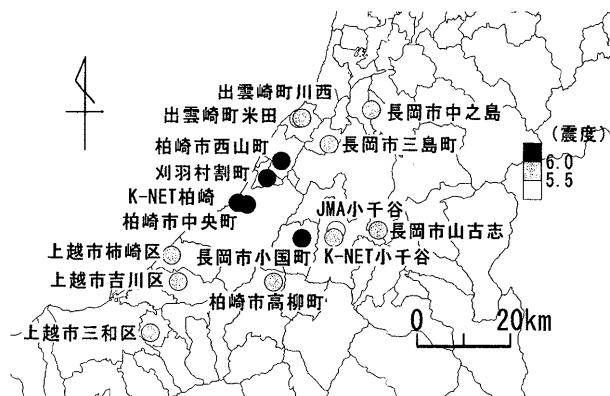 出雲崎町川西
出雲崎町米田
長岡市中之島
(震度)
柏崎市西山町
長岡市三島町
6.0
5.5
刈羽村割町
K-NET柏崎
柏崎市中央町
JMA小千谷
長岡市山古志
上越市柿崎区
長岡市小国町
K-NET小千谷
上越市吉川区
柏崎市高柳町
上越市三和区
0
20km